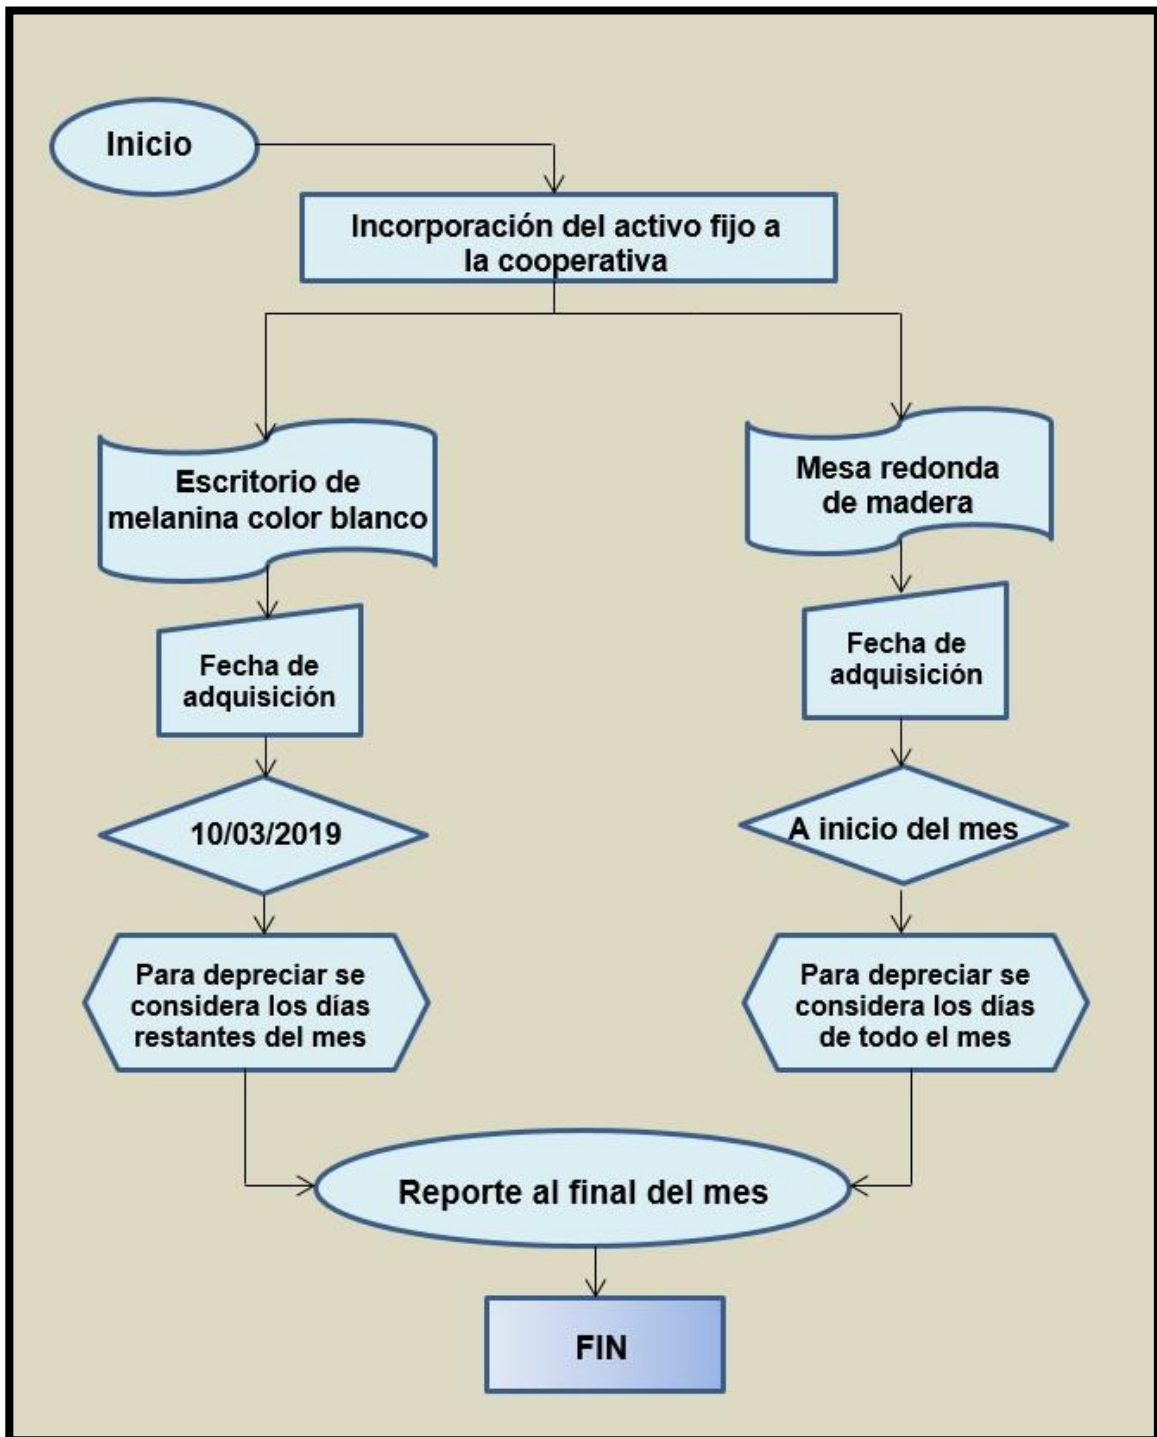 Inicio
Incorporación del activo fijo a
la cooperativa
Escritorio de
melanina color blanco
Fecha de
adquisición
10/03/2019
Para depreciar se
considera los días
restantes del mes
Mesa redonda
de madera
Fecha de
adquisición
A inicio del mes
Para depreciar se
considera los días
de todo el mes
Reporte al final del mes
FIN